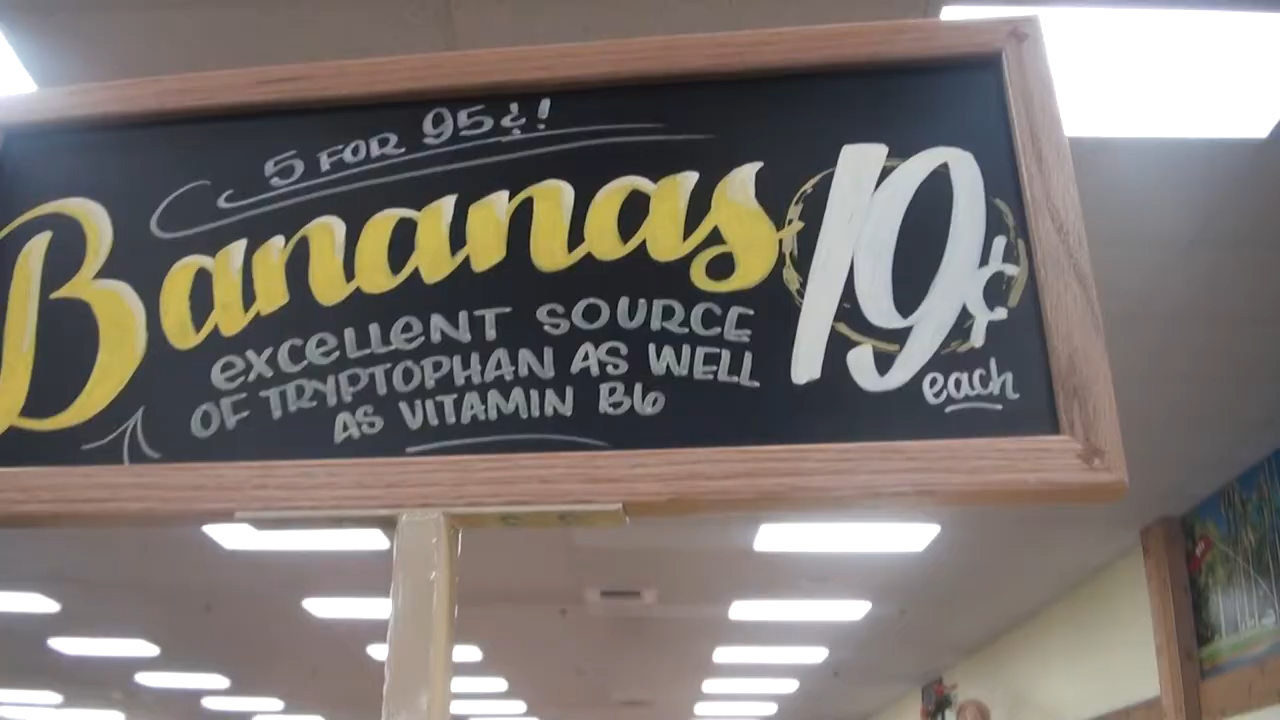 5 FOR 95¢!
Bananas 19¢
each
excellent source
of tryptophan as well
as vitamin B6